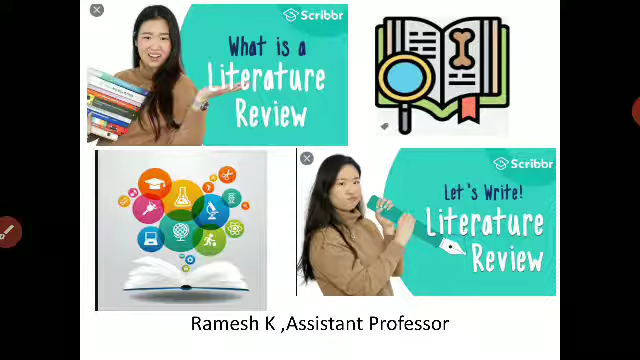 Scribbr
What is a
Literature
Review
Scribbr
Let's Write!
Literature
Review
Ramesh K ,Assistant Professor